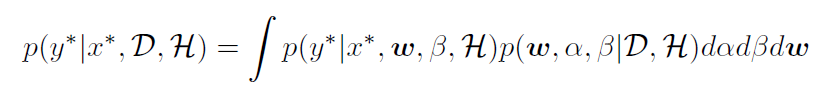 p(y*|x*, 𝒟, ℋ) = ∫ p(y*|x*, 𝒘, β, ℋ)p(𝒘, α, β|𝒟, ℋ)dαdβd𝒘